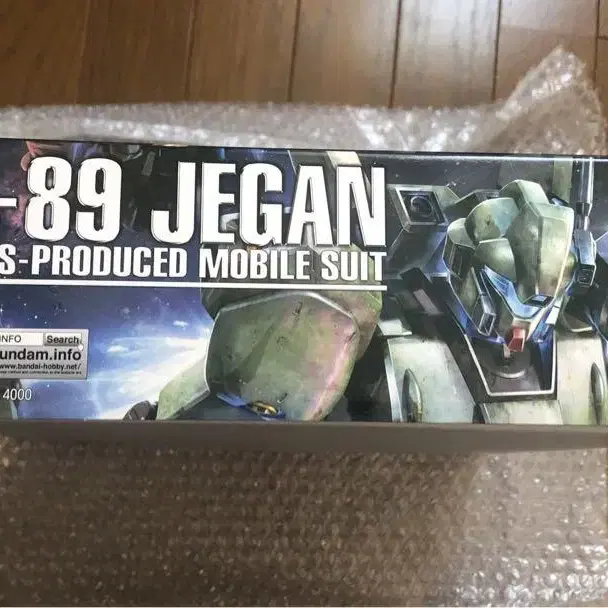 -89 JEGAN
S-PRODUCED MOBILE SUIT
INFO Search
undam.info
www.bandai-hobby.net/
4000